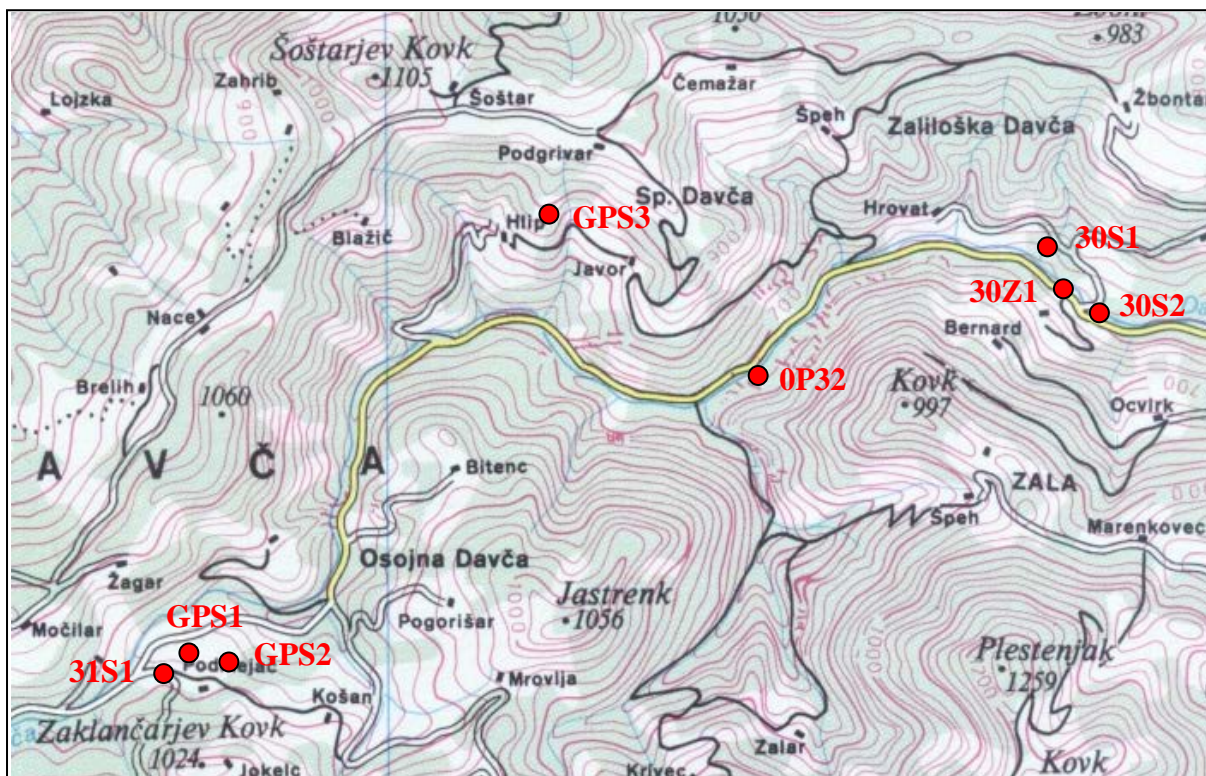 1050
983
Šoštarjev Kovk
1105
Zahrib
Lojzka
Šoštar
Čemažar
Žbontar
Špeh
Zaliloška Davča
Podgrivar
Sp. Davča
Hrovat
GPS3
Hlip
Blažič
30S1
Javor
30Z1
30S2
Nace
Bernard
0P32
Kovk
997
Brelih
1060
Ocvirk
A V Č A
Bitenc
ZALA
Špeh
Marenkovec
Osojna Davča
Žagar
Jastrenk
1056
Pogorišar
GPS1
Močilar
GPS2
31S1
Plestenjak
1259
Mrovlja
Košan
Zaklančarjev Kovk
1024
Jokelc
Zalar
Krivec
Kovk